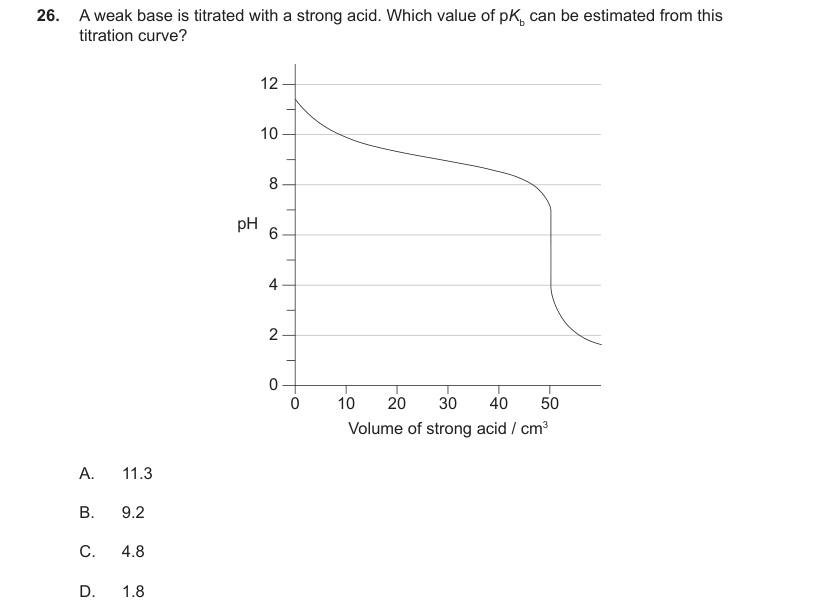 26. A weak base is titrated with a strong acid. Which value of pKb can be estimated from this
titration curve?
12
10
8
pH
6
4
2
0
0 10 20 30 40 50
Volume of strong acid / cm³
A. 11.3
B. 9.2
C. 4.8
D. 1.8